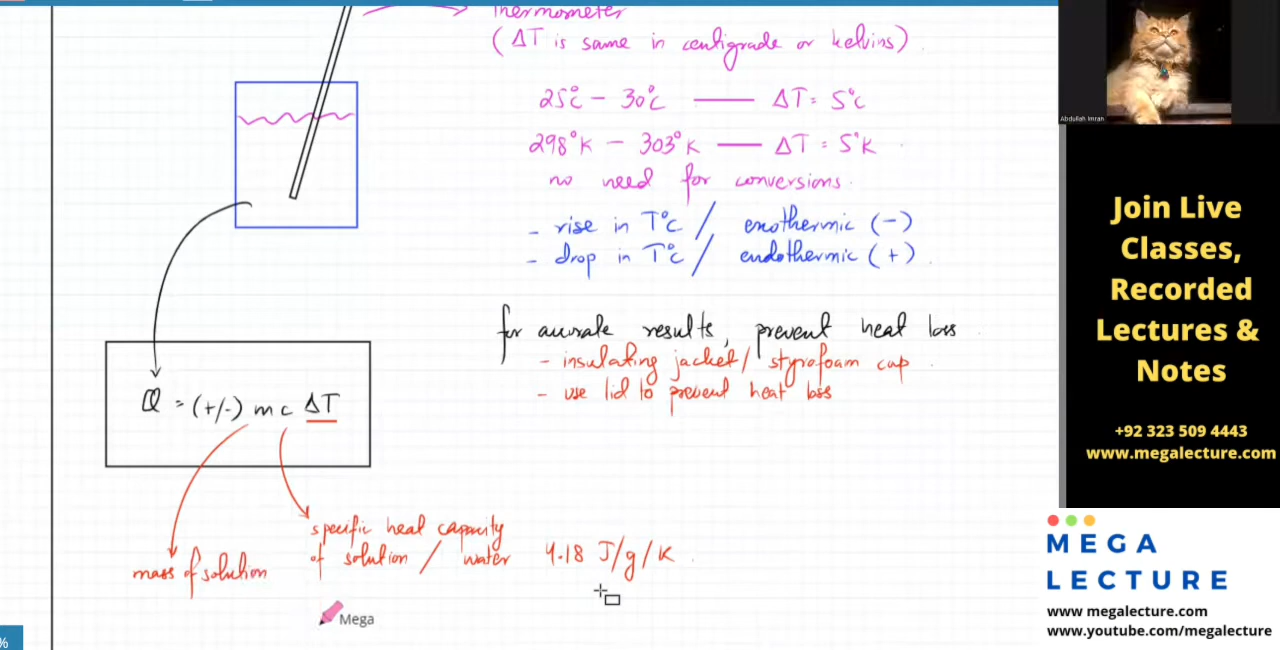 thermometer
(ΔT is same in centigrade or kelvins).
25°C - 30°C — ΔT = 5°C
298°K - 303°K — ΔT = 5°K.
no need for conversions.
- rise in T°C / exothermic (-)
- drop in T°C / endothermic (+).
for accurate results, prevent heat loss.
- insulating jacket / styrofoam cup.
- use lid to prevent heat loss
Q = (+/-) m c ΔT
specific heat capacity
of solution / water 4.18 J/g/K.
mass of solution
Mega
%
Abdullah Imran
Join Live
Classes,
Recorded
Lectures &
Notes
+92 323 509 4443
www.megalecture.com
MEGA
LECTURE
www megalecture.com
www.youtube.com/megalecture